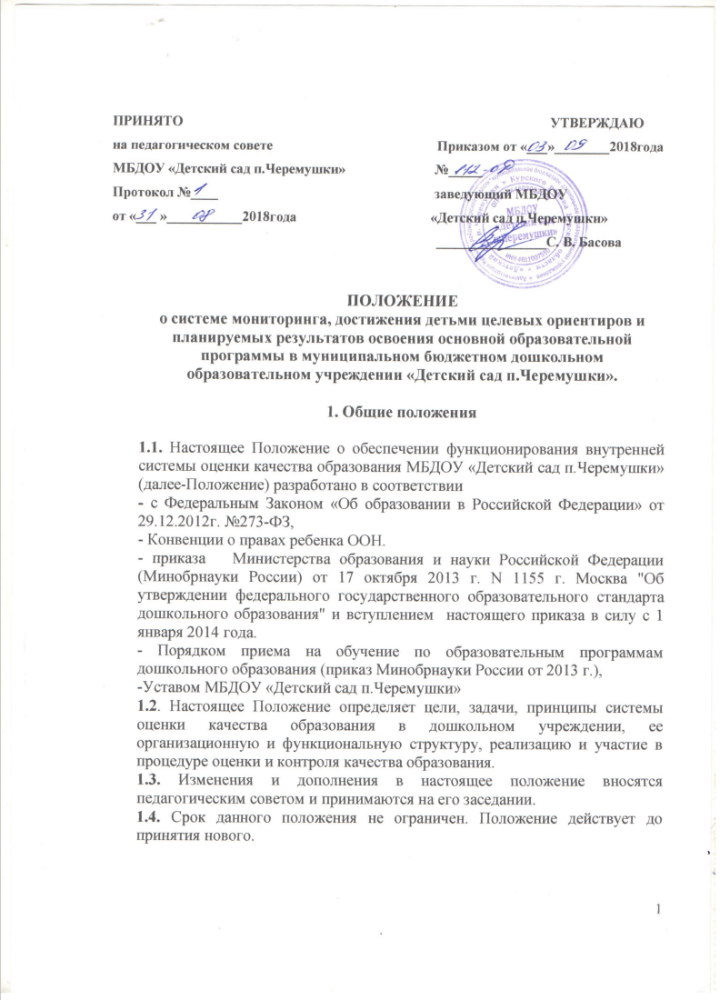 ПРИНЯТО
УТВЕРЖДАЮ
на педагогическом совете
Приказом от «03»  09  2018года
МБДОУ «Детский сад п.Черемушки»
№ 112-08
Протокол № 1
заведующий МБДОУ
от «31 »  08  2018года
«Детский сад п.Черемушки»
С. В. Басова
МБДОУ
ПОЛОЖЕНИЕ
о системе мониторинга, достижения детьми целевых ориентиров и
планируемых результатов освоения основной образовательной
программы в муниципальном бюджетном дошкольном
образовательном учреждении «Детский сад п.Черемушки».
1. Общие положения
1.1. Настоящее Положение о обеспечении функционирования внутренней
системы оценки качества образования МБДОУ «Детский сад п.Черемушки»
(далее-Положение) разработано в соответствии
- с Федеральным Законом «Об образовании в Российской Федерации» от
29.12.2012г. №273-ФЗ,
- Конвенции о правах ребенка ООН.
- приказа Министерства образования и науки Российской Федерации
(Минобрнауки России) от 17 октября 2013 г. N 1155 г. Москва "Об
утверждении федерального государственного образовательного стандарта
дошкольного образования" и вступлением настоящего приказа в силу с 1
января 2014 года.
- Порядком приема на обучение по образовательным программам
дошкольного образования (приказ Минобрнауки России от 2013 г.),
-Уставом МБДОУ «Детский сад п.Черемушки»
1.2. Настоящее Положение определяет цели, задачи, принципы системы
оценки качества образования в дошкольном учреждении, ее
организационную и функциональную структуру, реализацию и участие в
процедуре оценки и контроля качества образования.
1.3. Изменения и дополнения в настоящее положение вносятся
педагогическим советом и принимаются на его заседании.
1.4. Срок данного положения не ограничен. Положение действует до
принятия нового.
1